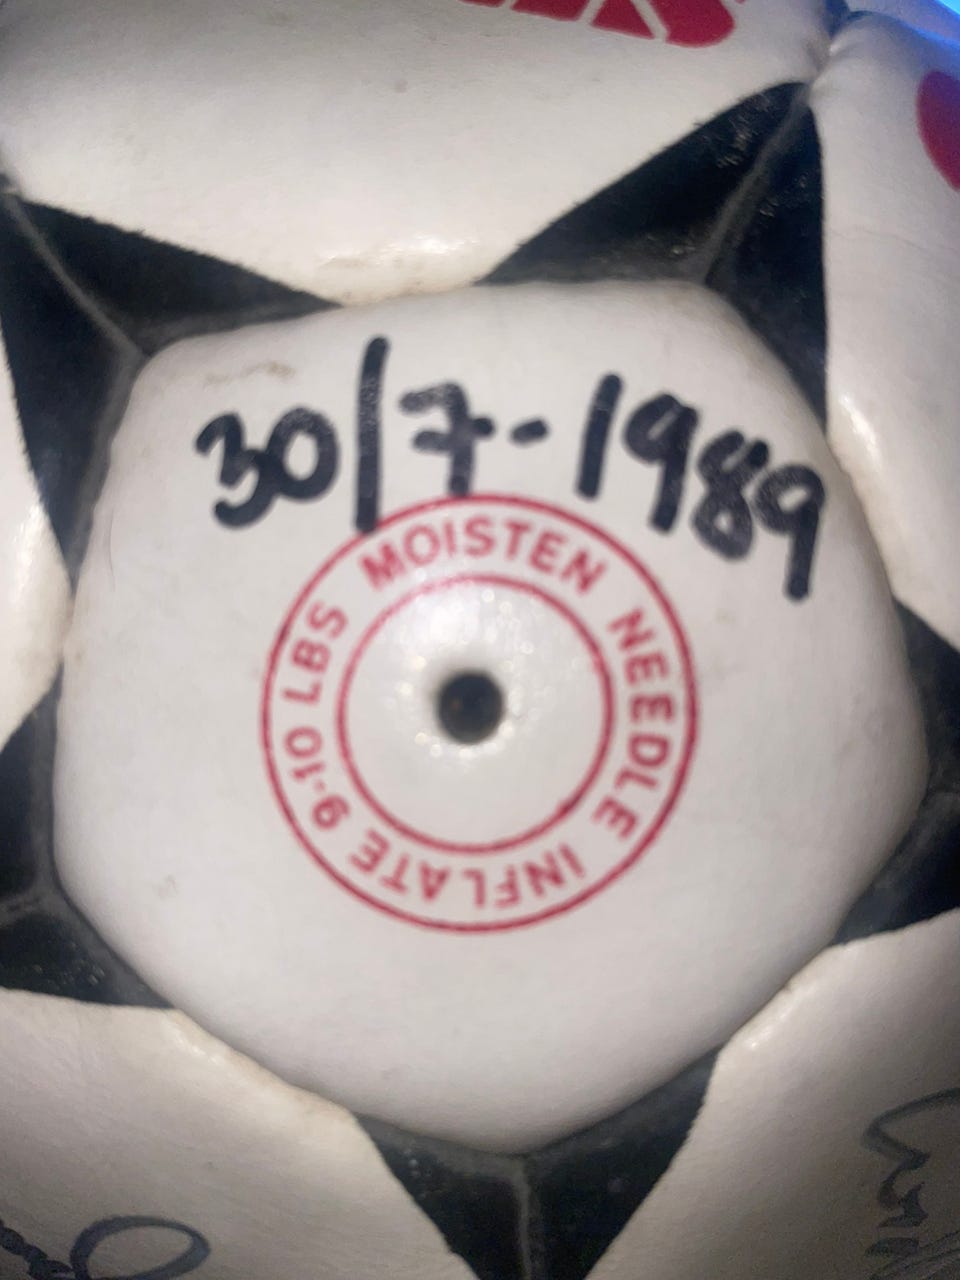 30/7-1989
MOISTEN NEEDLE INFLATE 9-10 LBS